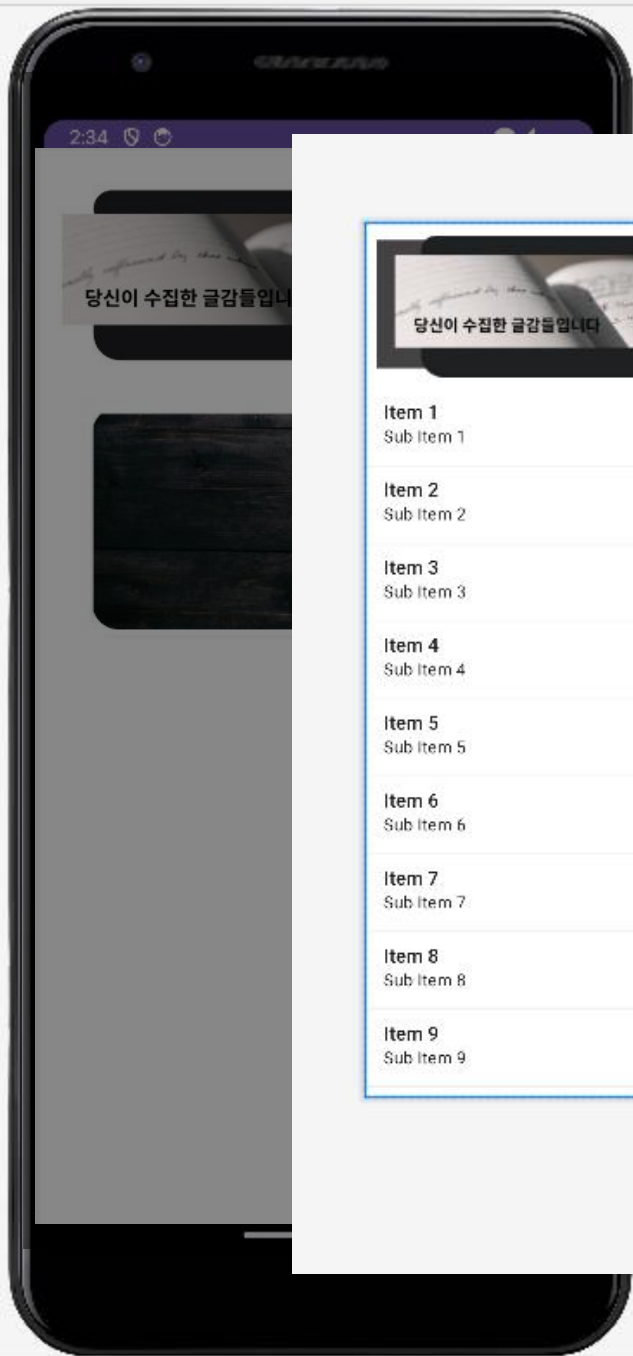 2:34
당신이 수집한 글감들입니
당신이 수집한 글감들입니다
Item 1
Sub Item 1
Item 2
Sub Item 2
Item 3
Sub Item 3
Item 4
Sub Item 4
Item 5
Sub Item 5
Item 6
Sub Item 6
Item 7
Sub Item 7
Item 8
Sub Item 8
Item 9
Sub Item 9